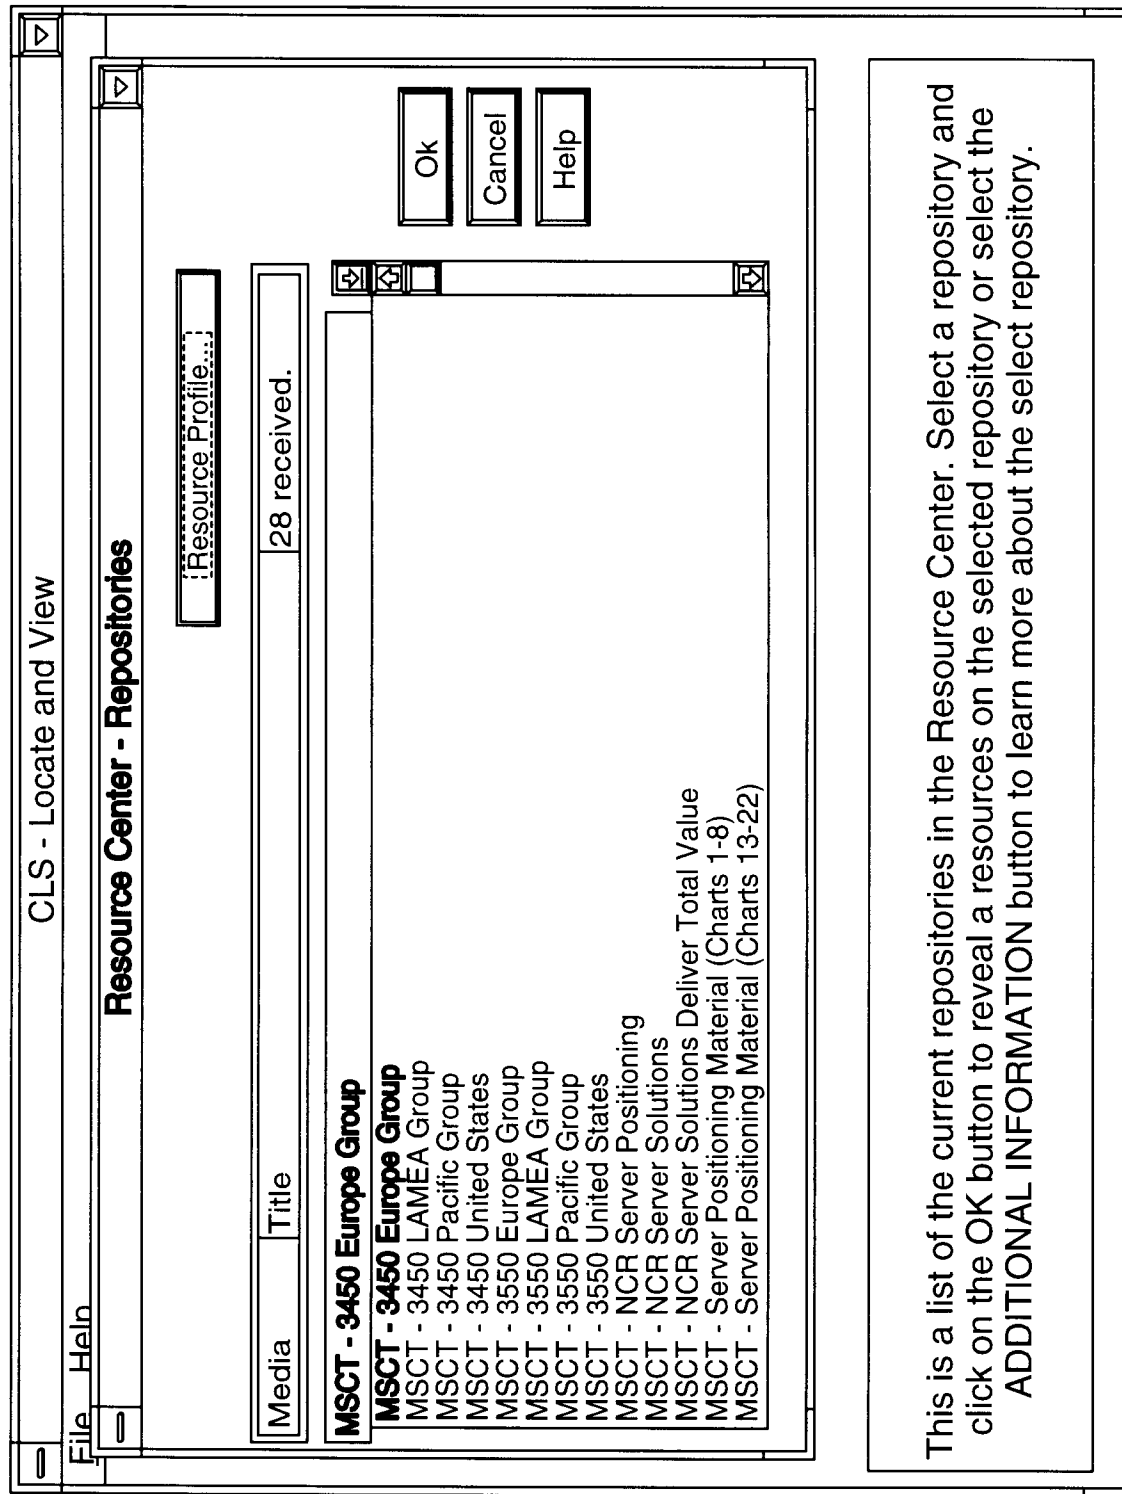 CLS - Locate and View
File Help
Resource Center - Repositories
Resource Profile...
Media Title 28 received.
MSCT - 3450 Europe Group
MSCT - 3450 Europe Group
MSCT - 3450 LAMEA Group
MSCT - 3450 Pacific Group
MSCT - 3450 United States
MSCT - 3550 Europe Group
MSCT - 3550 LAMEA Group
MSCT - 3550 Pacific Group
MSCT - 3550 United States
MSCT - NCR Server Positioning
MSCT - NCR Server Solutions
MSCT - NCR Server Solutions Deliver Total Value
MSCT - Server Positioning Material (Charts 1-8)
MSCT - Server Positioning Material (Charts 13-22)
Ok
Cancel
Help
This is a list of the current repositories in the Resource Center. Select a repository and
click on the OK button to reveal a resources on the selected repository or select the
ADDITIONAL INFORMATION button to learn more about the select repository.